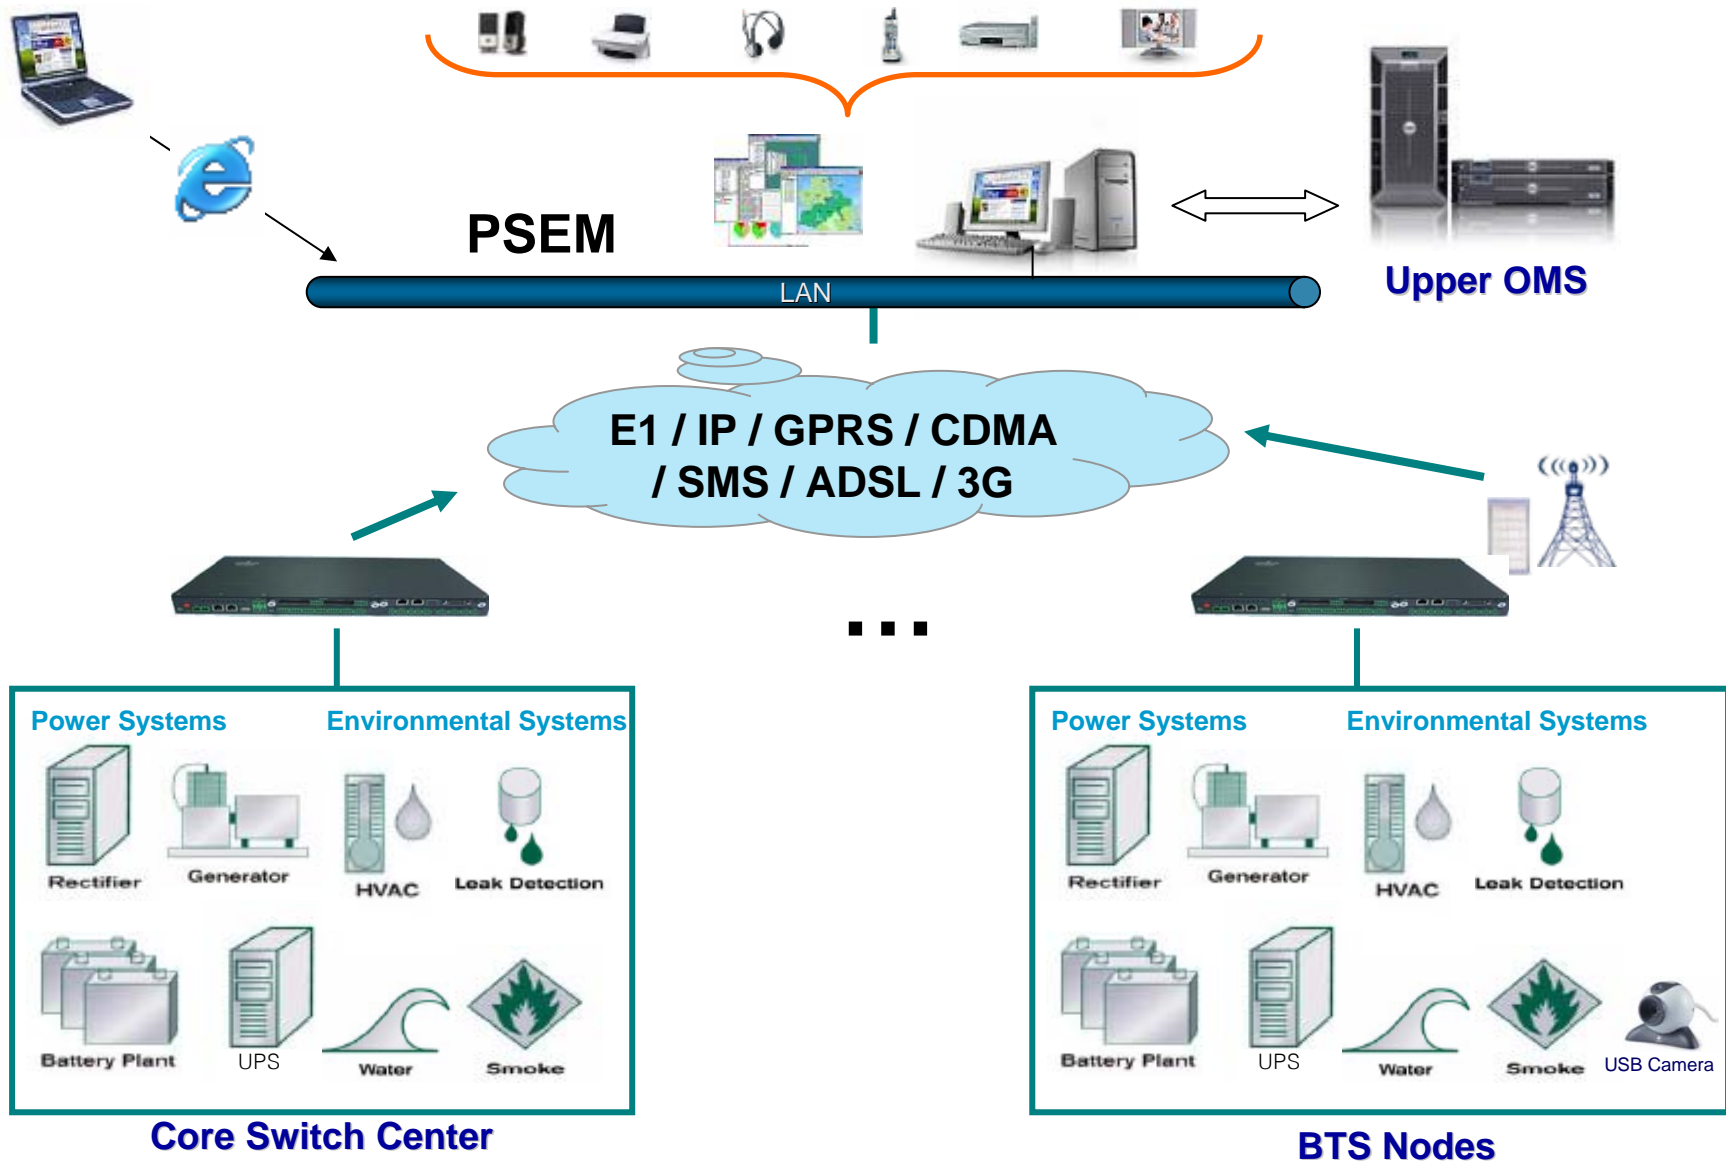 PSEM
LAN
Upper OMS
E1 / IP / GPRS / CDMA
/ SMS / ADSL / 3G
Power Systems
Environmental Systems
Rectifier
Generator
HVAC
Leak Detection
Battery Plant
UPS
Water
Smoke
Core Switch Center
Power Systems
Environmental Systems
Rectifier
Generator
HVAC
Leak Detection
Battery Plant
UPS
Water
Smoke
USB Camera
BTS Nodes